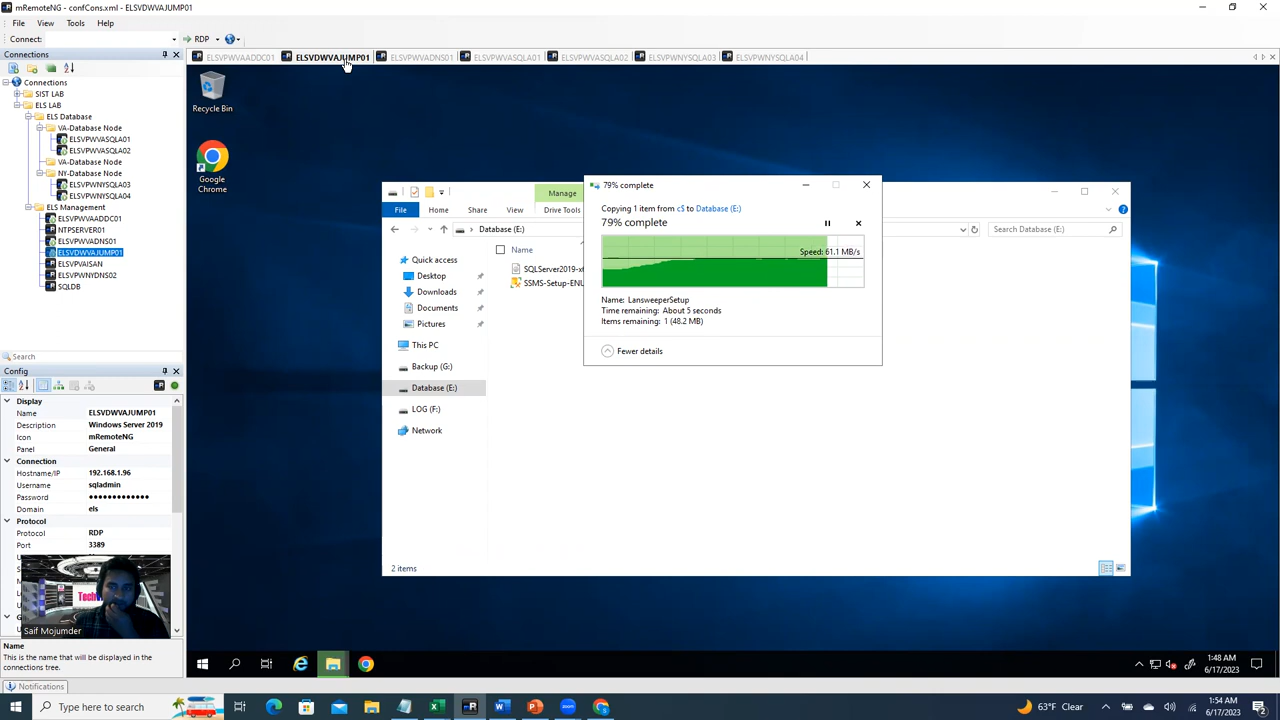 mRemoteNG - confCons.xml - ELSVDWVAJUMP01
File View Tools Help
Connect: RDP
Connections
ELSVPWVAADDC01 ELSVDWVAJUMP01 ELSVPWVADNS01 ELSVPWVASQLA01 ELSVPWVASQLA02 ELSVPWNYSQLA03 ELSVPWNYSQLA04
Connections
SIST LAB
ELS LAB
ELS Database
VA-Database Node
ELSVPWVASQLA01
ELSVPWVASQLA02
VA-Database Node
NY-Database Node
ELSVPWNYSQLA03
ELSVPWNYSQLA04
ELS Management
ELSVPWVAADDC01
NTPSERVER01
ELSVPWVADNS01
ELSVDWVAJUMP01
ELSVPVAISAN
ELSVPWNYDNS02
SQLDB
Search
Config
Display
Name ELSVDWVAJUMP01
Description Windows Server 2019
Icon mRemoteNG
Panel General
Connection
Hostname/IP 192.168.1.96
Username sqladmin
Password ●●●●●●●●●●●●●
Domain els
Protocol
Protocol RDP
Port 3389
Saif Mojumder
Name
This is the name that will be displayed in the
connections tree.
Notifications
Recycle Bin
Google
Chrome
Manage
File Home Share View Drive Tools
Database (E:)
Search Database (E:)
Name
Quick access
Desktop
Downloads
Documents
Pictures
This PC
Backup (G:)
Database (E:)
LOG (F:)
Network
SQLServer2019-x
SSMS-Setup-ENU
2 items
79% complete
Copying 1 item from c$ to Database (E:)
79% complete
Speed: 61.1 MB/s
Name: LansweeperSetup
Time remaining: About 5 seconds
Items remaining: 1 (48.2 MB)
Fewer details
1:48 AM
6/17/2023
Type here to search
63°F Clear
1:54 AM
6/17/2023